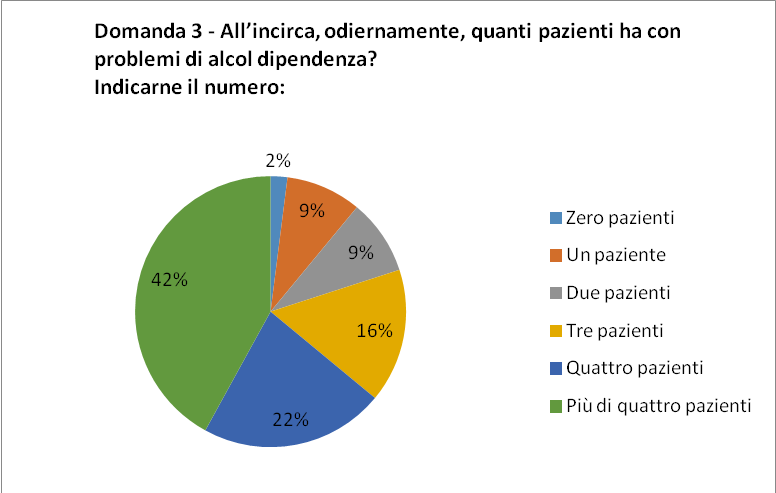 Domanda 3 - All’incirca, odiernamente, quanti pazienti ha con
problemi di alcol dipendenza?
Indicarne il numero:
2%
9%
9%
16%
22%
42%
Zero pazienti
Un paziente
Due pazienti
Tre pazienti
Quattro pazienti
Più di quattro pazienti